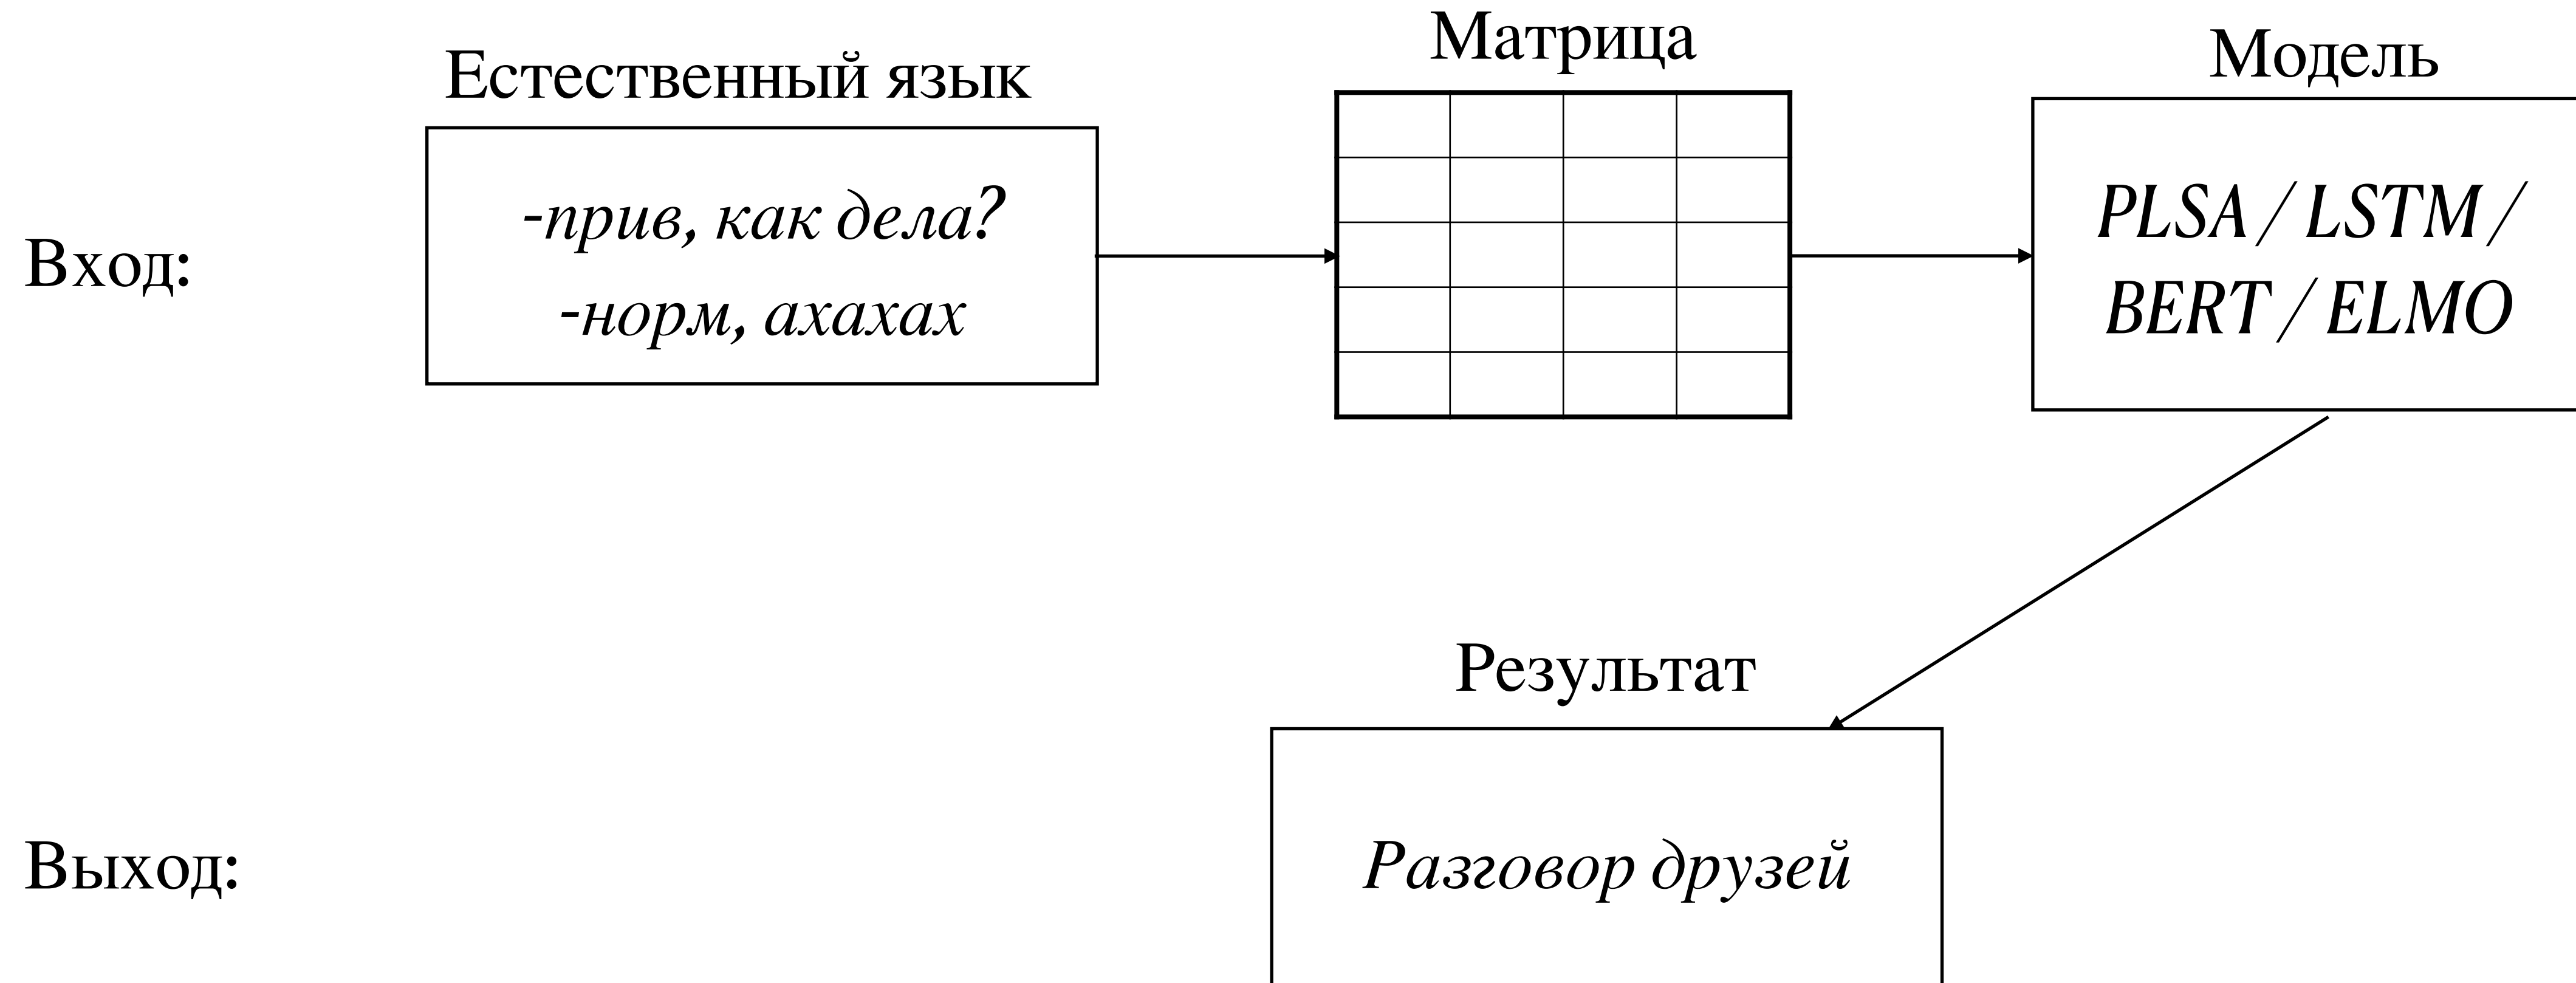 Естественный язык
Матрица
Модель
Вход:
-прив, как дела?
-норм, ахахах
PLSA / LSTM /
BERT / ELMO
Результат
Выход:
Разговор друзей